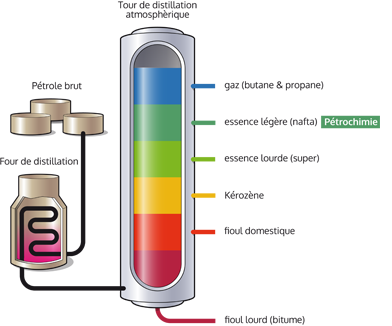 Tour de distillation
atmosphèrique
Pétrole brut
Four de distillation
gaz (butane & propane)
essence légère (nafta) Pétrochimie
essence lourde (super)
Kérozène
fioul domestique
fioul lourd (bitume)